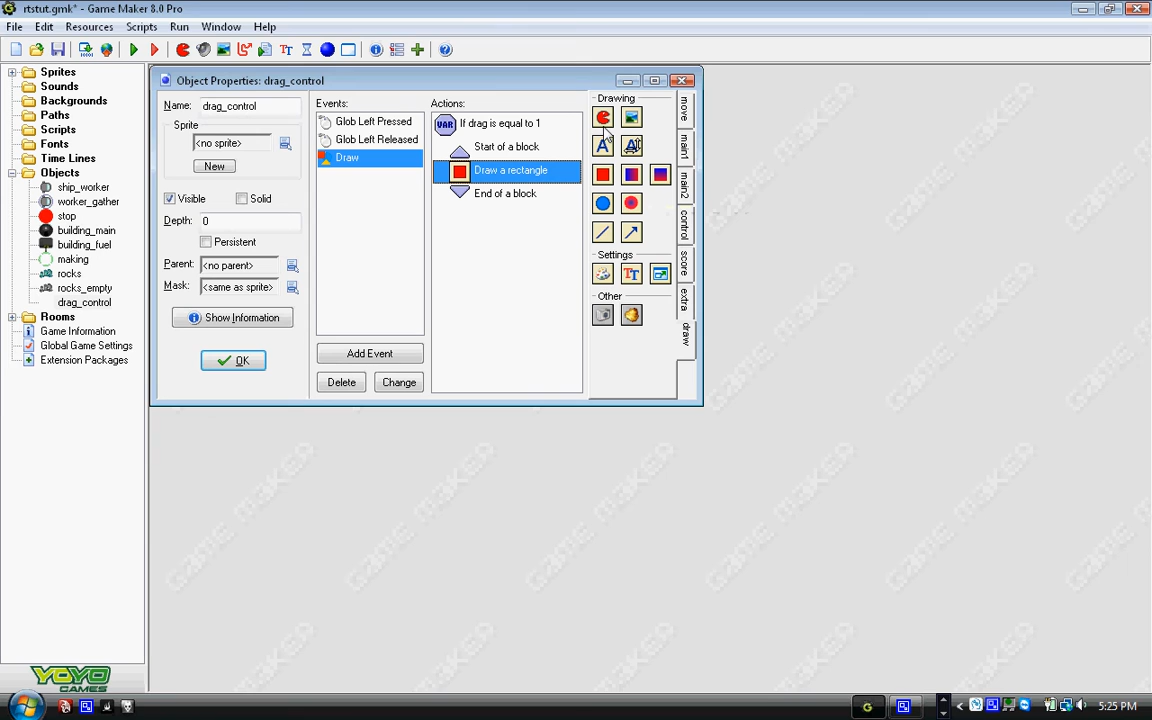 rtstut.gmk* - Game Maker 8.0 Pro
File Edit Resources Scripts Run Window Help
Sprites
Sounds
Backgrounds
Paths
Scripts
Fonts
Time Lines
Objects
ship_worker
worker_gather
stop
building_main
building_fuel
making
rocks
rocks_empty
drag_control
Rooms
Game Information
Global Game Settings
Extension Packages
YOYO
GAMES
Object Properties: drag_control
Name: drag_control
Sprite
<no sprite>
New
Visible Solid
Depth: 0
Persistent
Parent: <no parent>
Mask: <same as sprite>
Show Information
OK
Events:
Glob Left Pressed
Glob Left Released
Draw
Add Event
Delete Change
Actions:
VAR If drag is equal to 1
Start of a block
Draw a rectangle
End of a block
Drawing
Settings
Other
move
main1
main2
control
score
extra
draw
GAME MAKER
5:25 PM